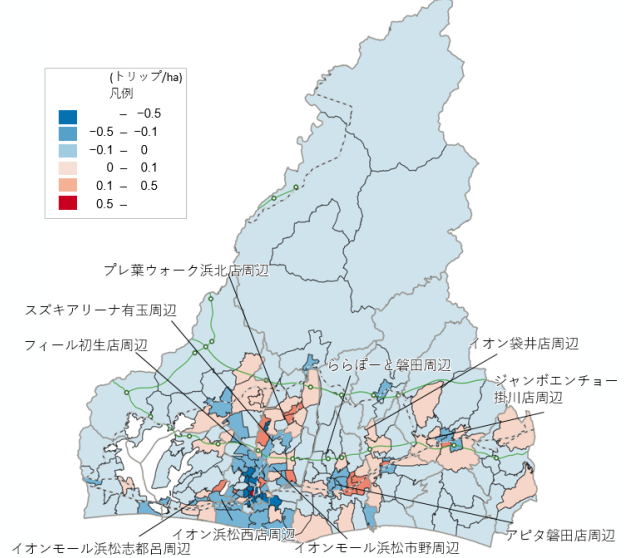 (トリップ/ha)
凡例
– -0.5
-0.5 – -0.1
-0.1 – 0
0 – 0.1
0.1 – 0.5
0.5 –
プレ葉ウォーク浜北店周辺
スズキアリーナ有玉周辺
フィール初生店周辺
ららぽーと磐田周辺
イオン袋井店周辺
ジャンボエンチョー
掛川店周辺
イオンモール浜松志都呂周辺
イオン浜松西店周辺
イオンモール浜松市野周辺
アピタ磐田店周辺